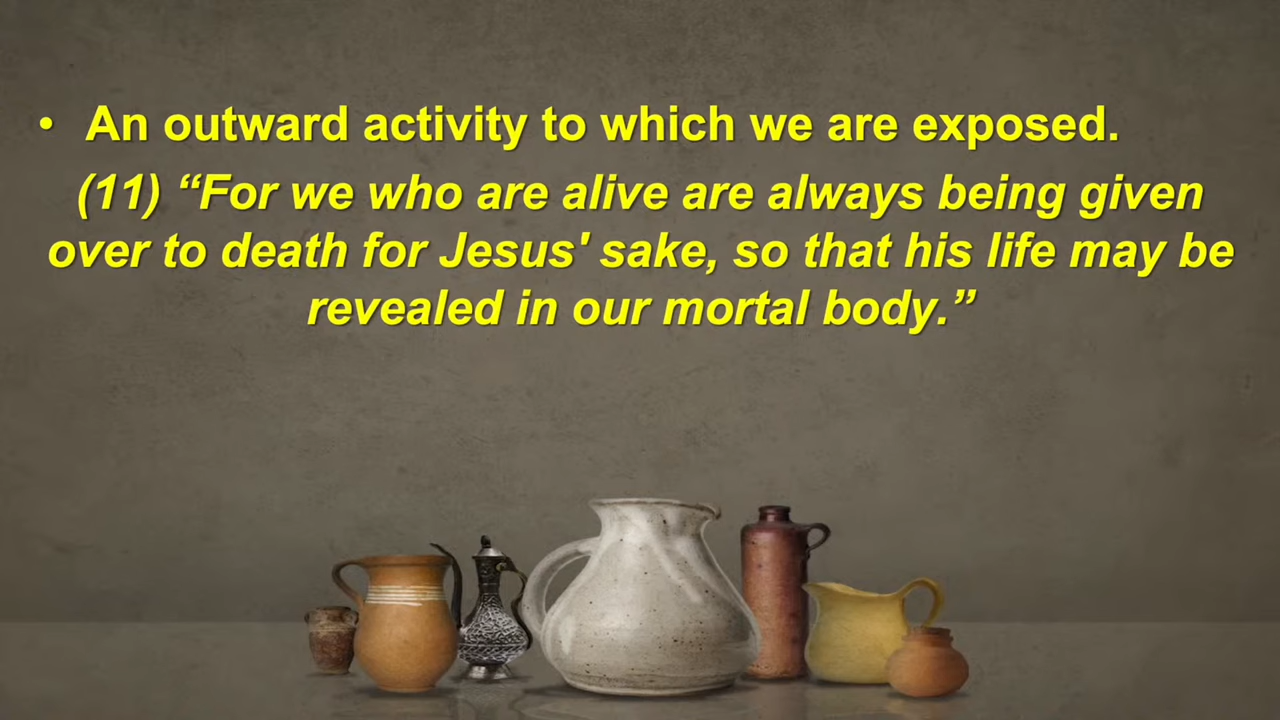 • An outward activity to which we are exposed.
(11) “For we who are alive are always being given
over to death for Jesus' sake, so that his life may be
revealed in our mortal body.”